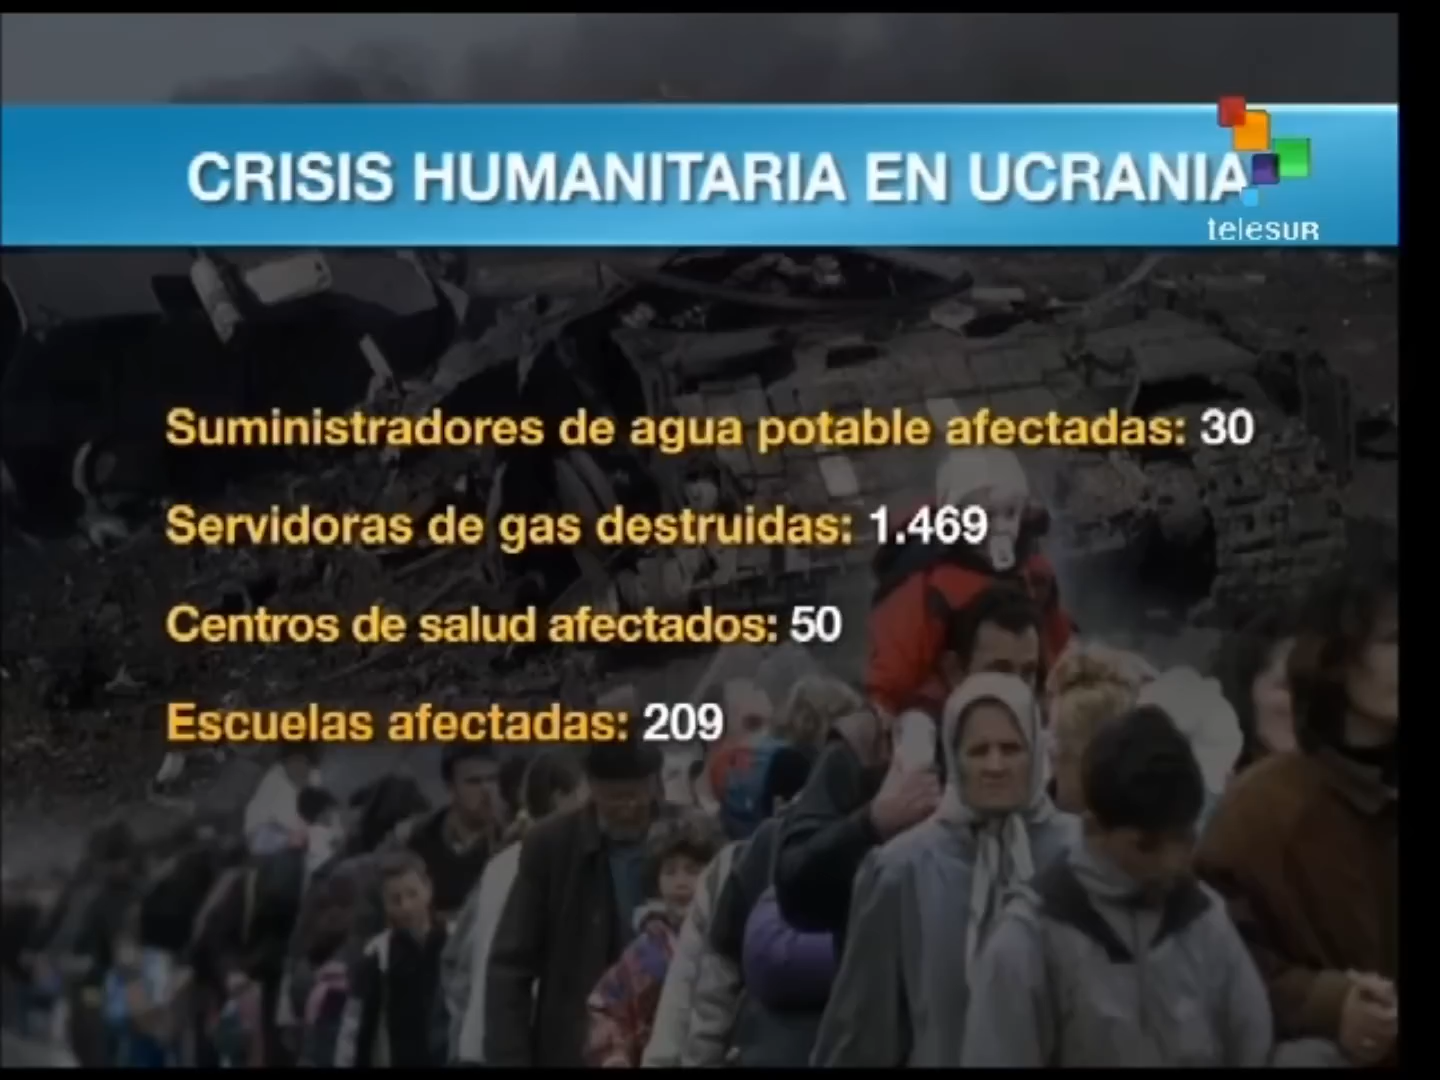 CRISIS HUMANITARIA EN UCRANIA
teleSUR
Suministradores de agua potable afectadas: 30
Servidoras de gas destruidas: 1.469
Centros de salud afectados: 50
Escuelas afectadas: 209